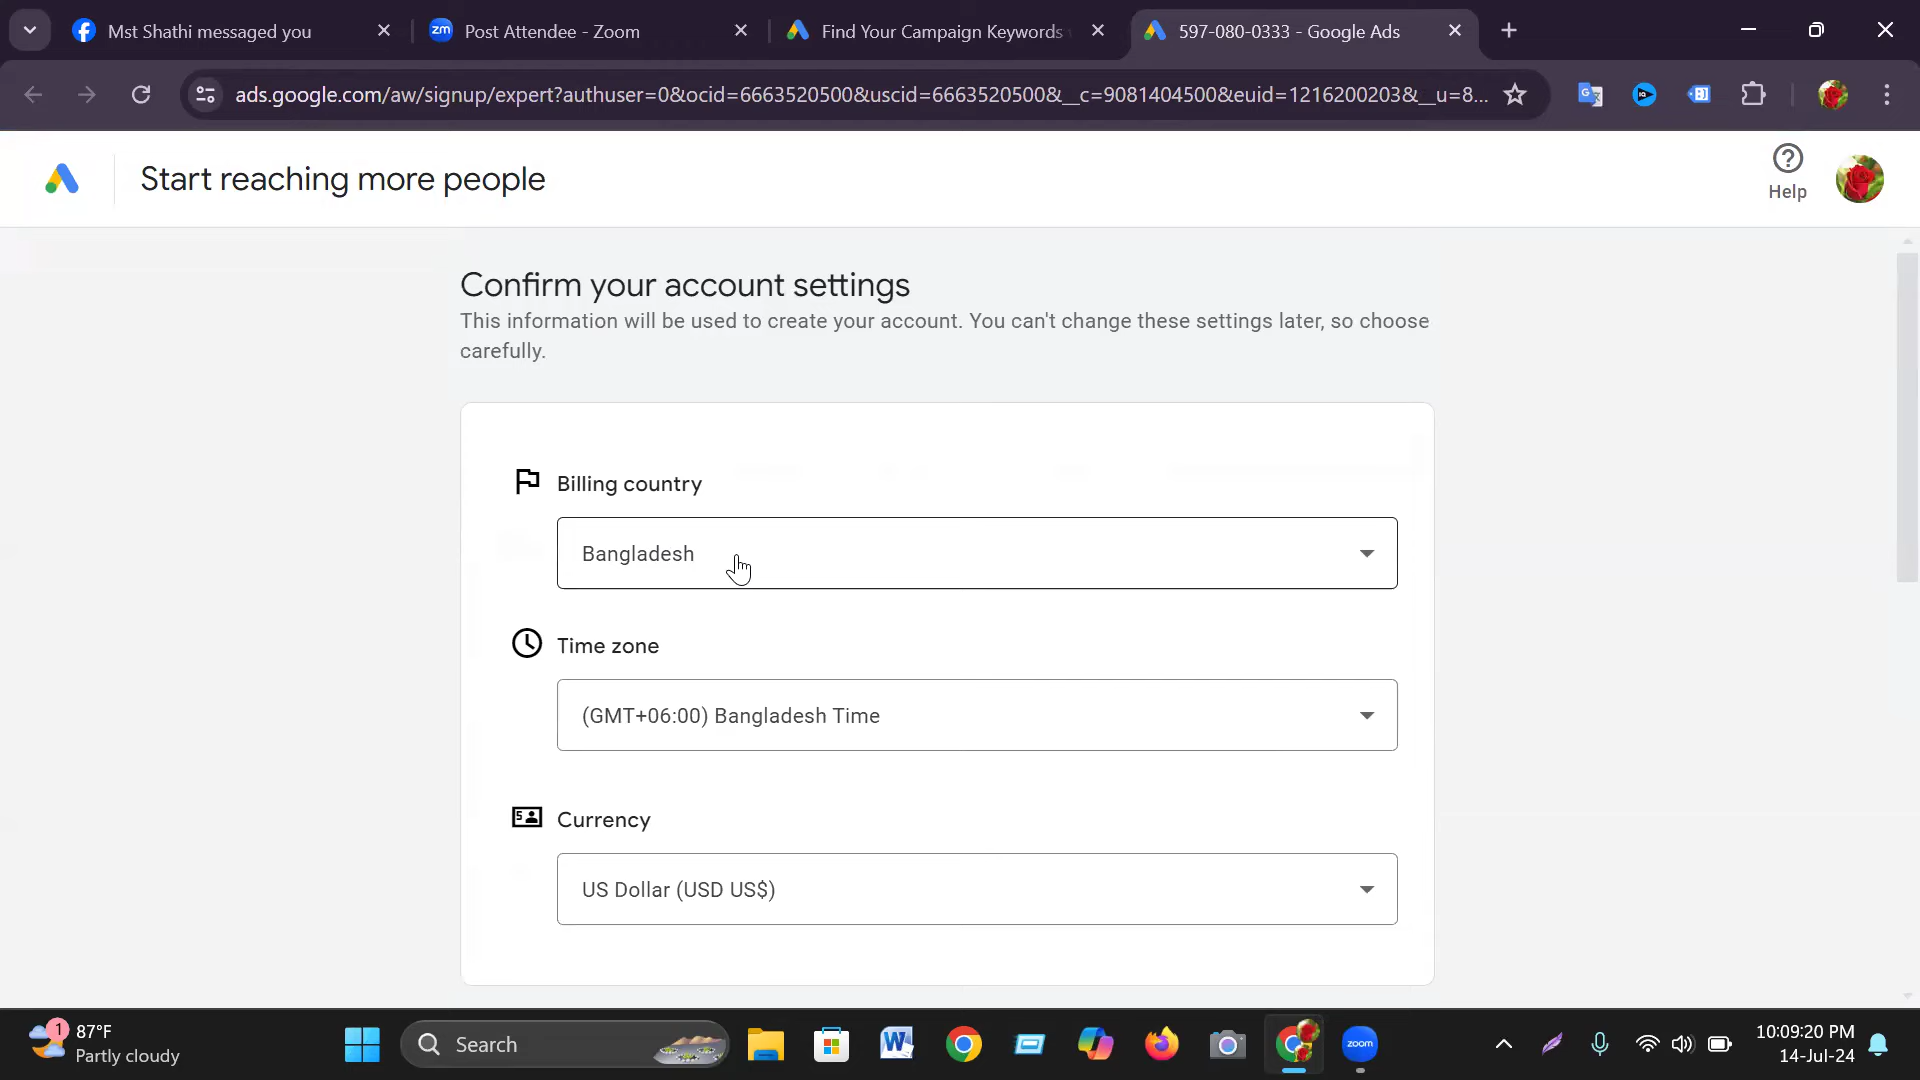 Mst Shathi messaged you
zm Post Attendee - Zoom
Find Your Campaign Keywords
597-080-0333 - Google Ads
ads.google.com/aw/signup/expert?authuser=0&ocid=6663520500&uscid=6663520500&__c=9081404500&euid=1216200203&__u=8...
Start reaching more people
Help
Confirm your account settings
This information will be used to create your account. You can't change these settings later, so choose
carefully.
Billing country
Bangladesh
Time zone
(GMT+06:00) Bangladesh Time
Currency
US Dollar (USD US$)
1
87°F
Partly cloudy
Search
zoom
10:09:20 PM
14-Jul-24